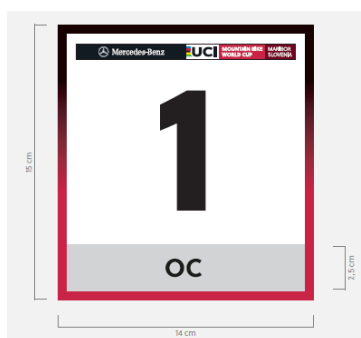 Mercedes-Benz UCI MOUNTAIN BIKE WORLD CUP MARIBOR SLOVENIA
1
OC
15 cm
2,5 cm
14 cm